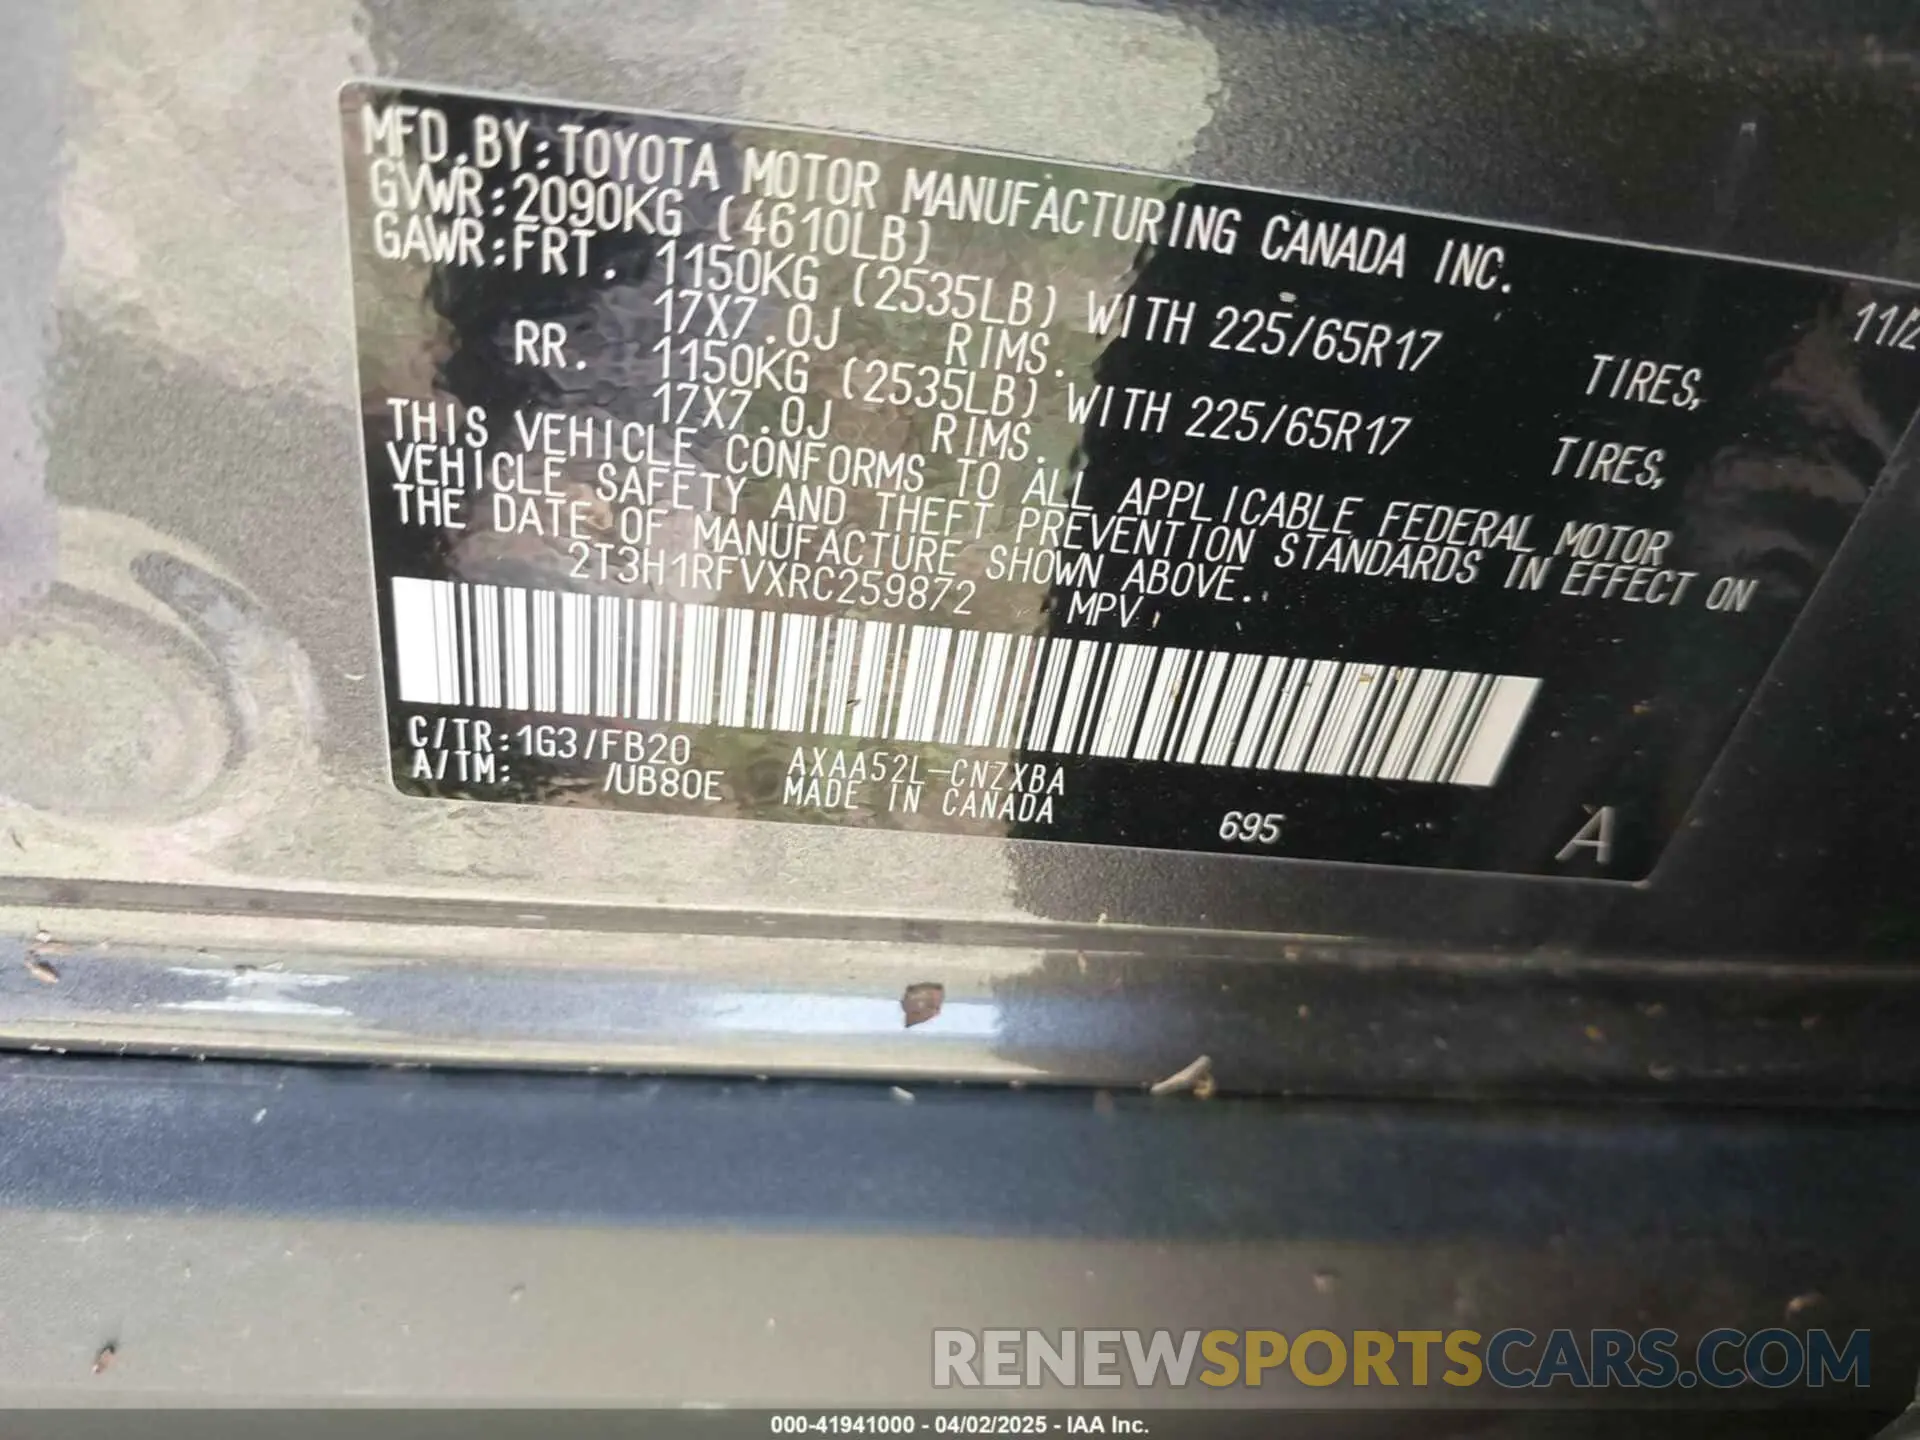 MFD.BY:TOYOTA MOTOR MANUFACTURING CANADA INC.
11/2
GVWR:2090KG (4610LB)
GAWR:FRT. 1150KG (2535LB) WITH 225/65R17 TIRES,
17X7.0J RIMS.
RR. 1150KG (2535LB) WITH 225/65R17 TIRES,
17X7.0J RIMS.
THIS VEHICLE CONFORMS TO ALL APPLICABLE FEDERAL MOTOR
VEHICLE SAFETY AND THEFT PREVENTION STANDARDS IN EFFECT ON
THE DATE OF MANUFACTURE SHOWN ABOVE.
2T3H1RFVXRC259872 MPV
C/TR:1G3/FB20 AXAA52L-CNZXBA
A/TM: /UB80E MADE IN CANADA
695 A
RENEWSPORTSCARS.COM
000-41941000 - 04/02/2025 - IAA Inc.